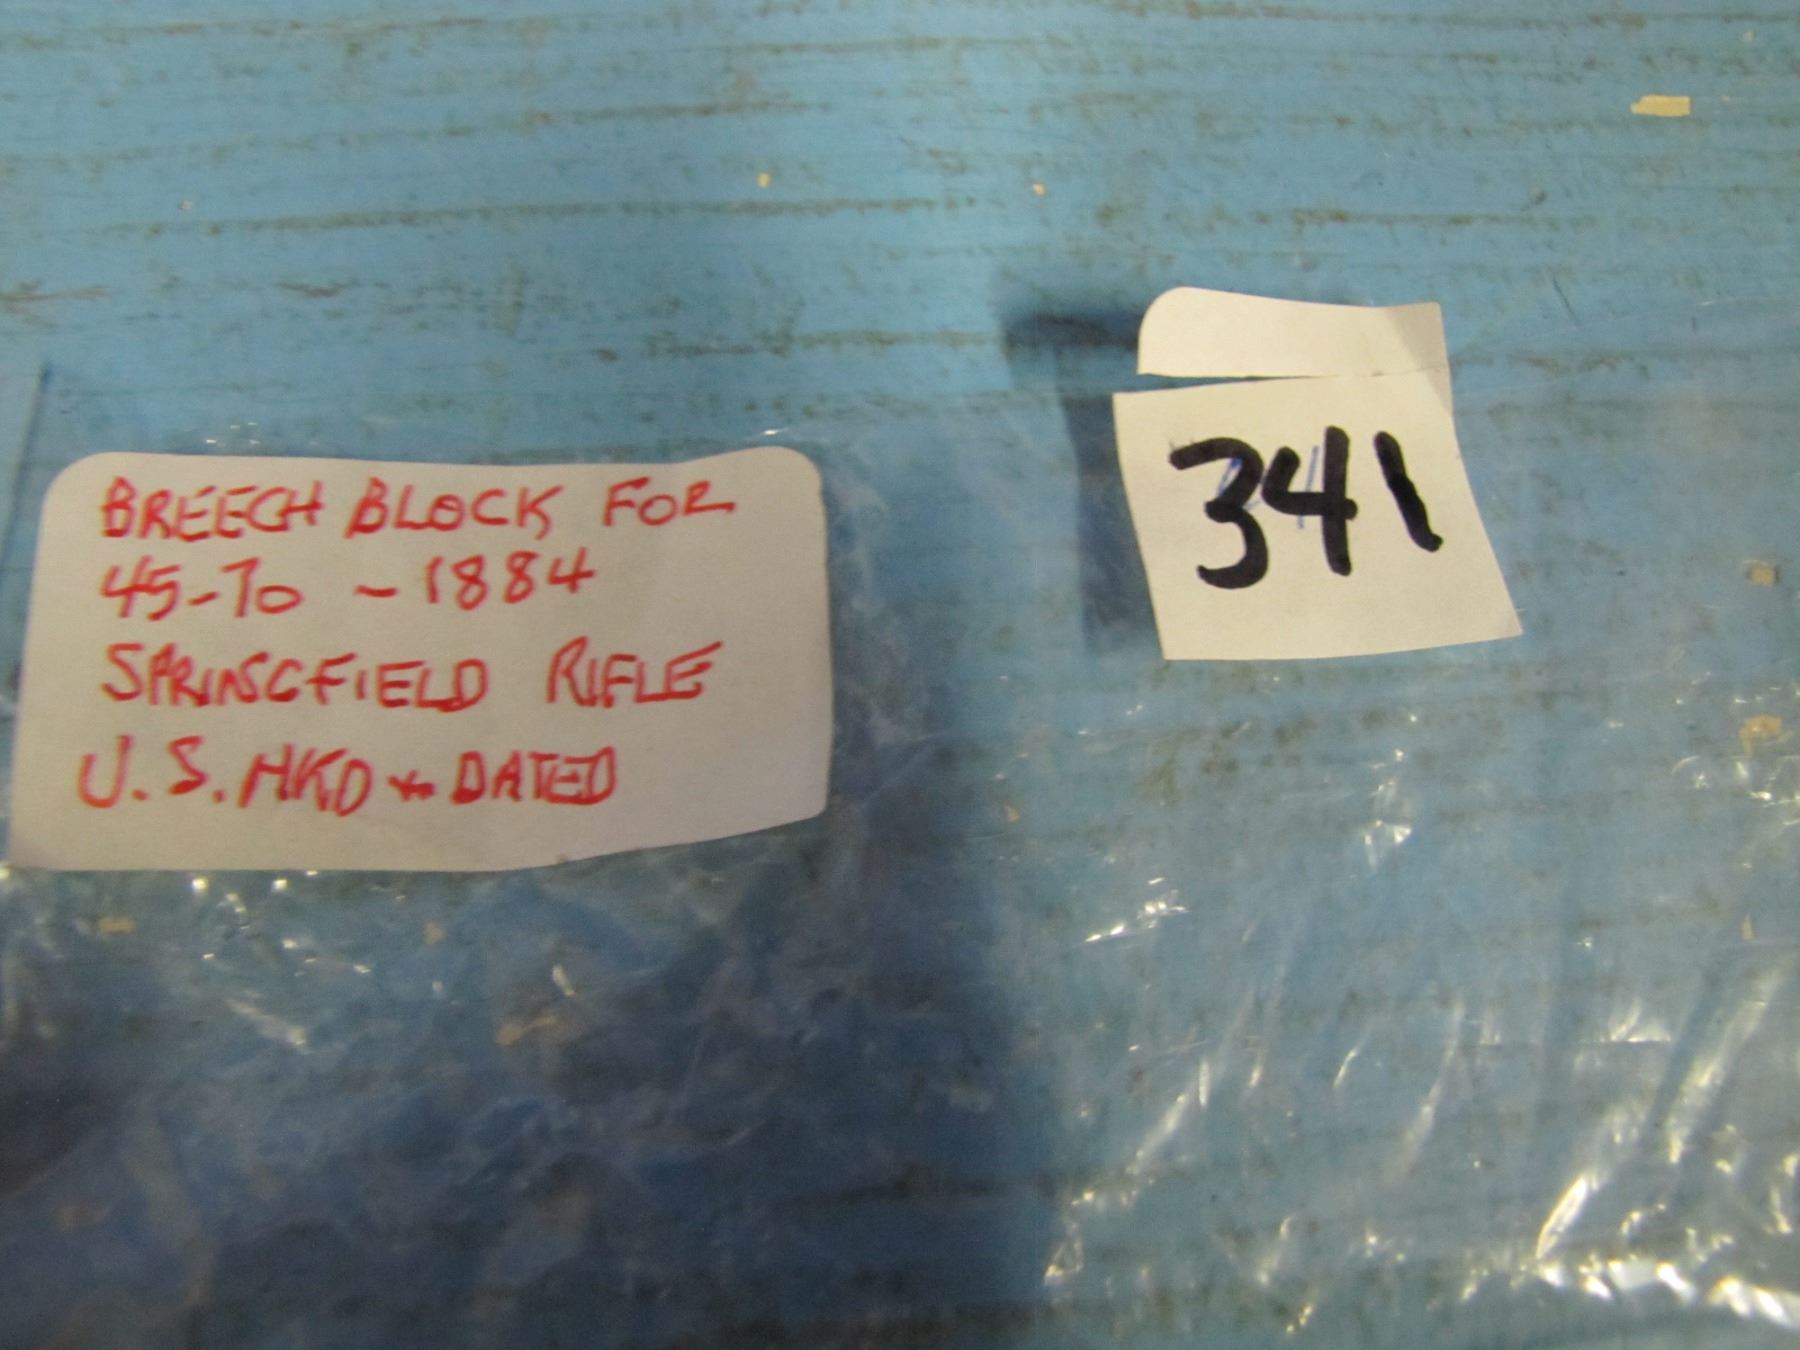 BREECH BLOCK FOR
45-70 ~ 1884
SPRINGFIELD RIFLE
U.S. MKD + DATED
341